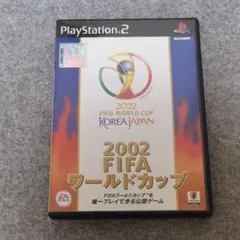 PlayStation.2
2002
FIFA WORLD CUP
KOREA JAPAN
2002
FIFA
ワールドカップ
FIFAワールドカップ™を
唯一プレイできる公認ゲーム
EA